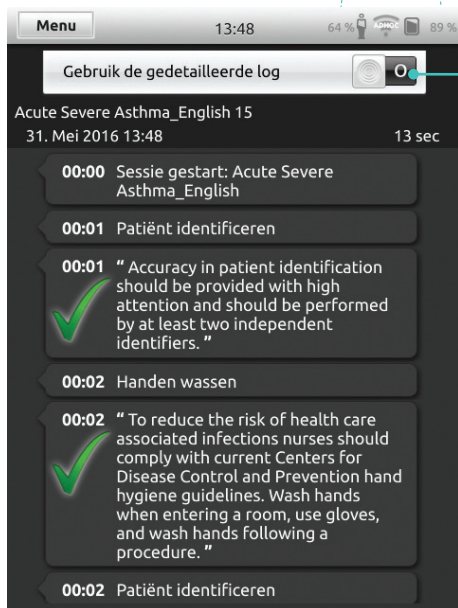 Menu 13:48 64 % ADHOC 89 %
Gebruik de gedetailleerde log O
Acute Severe Asthma_English 15
31. Mei 2016 13:48 13 sec
00:00 Sessie gestart: Acute Severe
Asthma_English
00:01 Patiënt identificeren
00:01 “ Accuracy in patient identification
should be provided with high
attention and should be performed
by at least two independent
identifiers. ”
00:02 Handen wassen
00:02 “ To reduce the risk of health care
associated infections nurses should
comply with current Centers for
Disease Control and Prevention hand
hygiene guidelines. Wash hands
when entering a room, use gloves,
and wash hands following a
procedure. ”
00:02 Patiënt identificeren